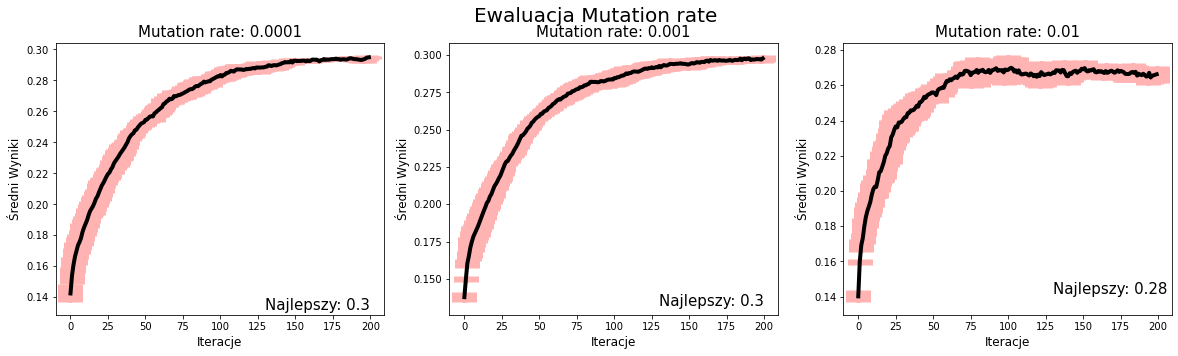 Ewaluacja Mutation rate
Mutation rate: 0.0001
0.30
0.28
0.26
0.24
0.22
0.20
0.18
0.16
0.14
Średni Wyniki
Najlepszy: 0.3
0 25 50 75 100 125 150 175 200
Iteracje
Mutation rate: 0.001
0.300
0.275
0.250
0.225
0.200
0.175
0.150
Średni Wyniki
Najlepszy: 0.3
0 25 50 75 100 125 150 175 200
Iteracje
Mutation rate: 0.01
0.28
0.26
0.24
0.22
0.20
0.18
0.16
0.14
Średni Wyniki
Najlepszy: 0.28
0 25 50 75 100 125 150 175 200
Iteracje